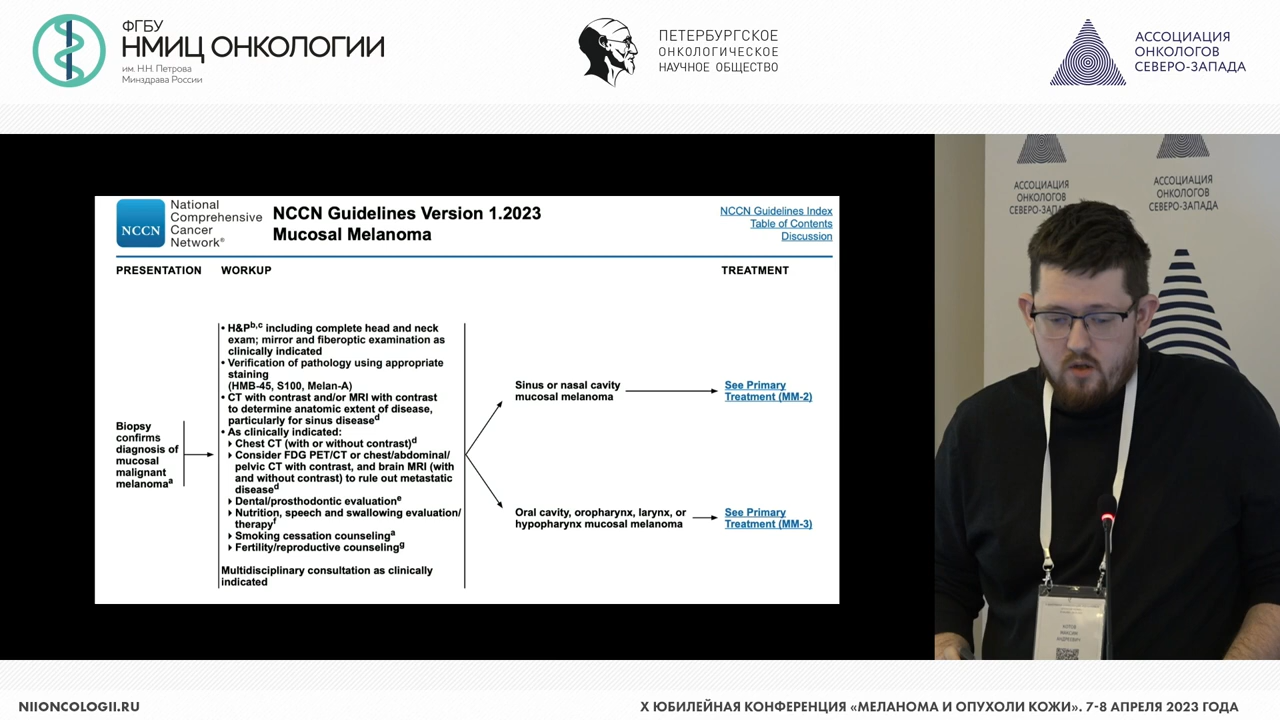 ФГБУ
НМИЦ ОНКОЛОГИИ
им. Н.Н. Петрова
Минздрава России
ПЕТЕРБУРГСКОЕ
ОНКОЛОГИЧЕСКОЕ
НАУЧНОЕ ОБЩЕСТВО
АССОЦИАЦИЯ
ОНКОЛОГОВ
СЕВЕРО-ЗАПАДА
NCCN
National
Comprehensive
Cancer
Network®
NCCN Guidelines Version 1.2023
Mucosal Melanoma
NCCN Guidelines Index
Table of Contents
Discussion
PRESENTATION
WORKUP
TREATMENT
Biopsy
confirms
diagnosis of
mucosal
malignant
melanomaᵃ
• H&Pᵇ,ᶜ including complete head and neck
exam; mirror and fiberoptic examination as
clinically indicated
• Verification of pathology using appropriate
staining
(HMB-45, S100, Melan-A)
• CT with contrast and/or MRI with contrast
to determine anatomic extent of disease,
particularly for sinus diseaseᵈ
• As clinically indicated:
▸ Chest CT (with or without contrast)ᵈ
▸ Consider FDG PET/CT or chest/abdominal/
pelvic CT with contrast, and brain MRI (with
and without contrast) to rule out metastatic
diseaseᵈ
▸ Dental/prosthodontic evaluationᵉ
▸ Nutrition, speech and swallowing evaluation/
therapyᶠ
▸ Smoking cessation counselingᵃ
▸ Fertility/reproductive counselingᵍ
Multidisciplinary consultation as clinically
indicated
Sinus or nasal cavity
mucosal melanoma
See Primary
Treatment (MM-2)
Oral cavity, oropharynx, larynx, or
hypopharynx mucosal melanoma
See Primary
Treatment (MM-3)
АССОЦИАЦИЯ
ОНКОЛОГОВ
СЕВЕРО-ЗАПА
АССОЦИАЦИЯ
ОНКОЛОГОВ
СЕВЕРО-ЗАПАДА
NIIONCOLOGII.RU
X ЮБИЛЕЙНАЯ КОНФЕРЕНЦИЯ «МЕЛАНОМА И ОПУХОЛИ КОЖИ». 7-8 АПРЕЛЯ 2023 ГОДА